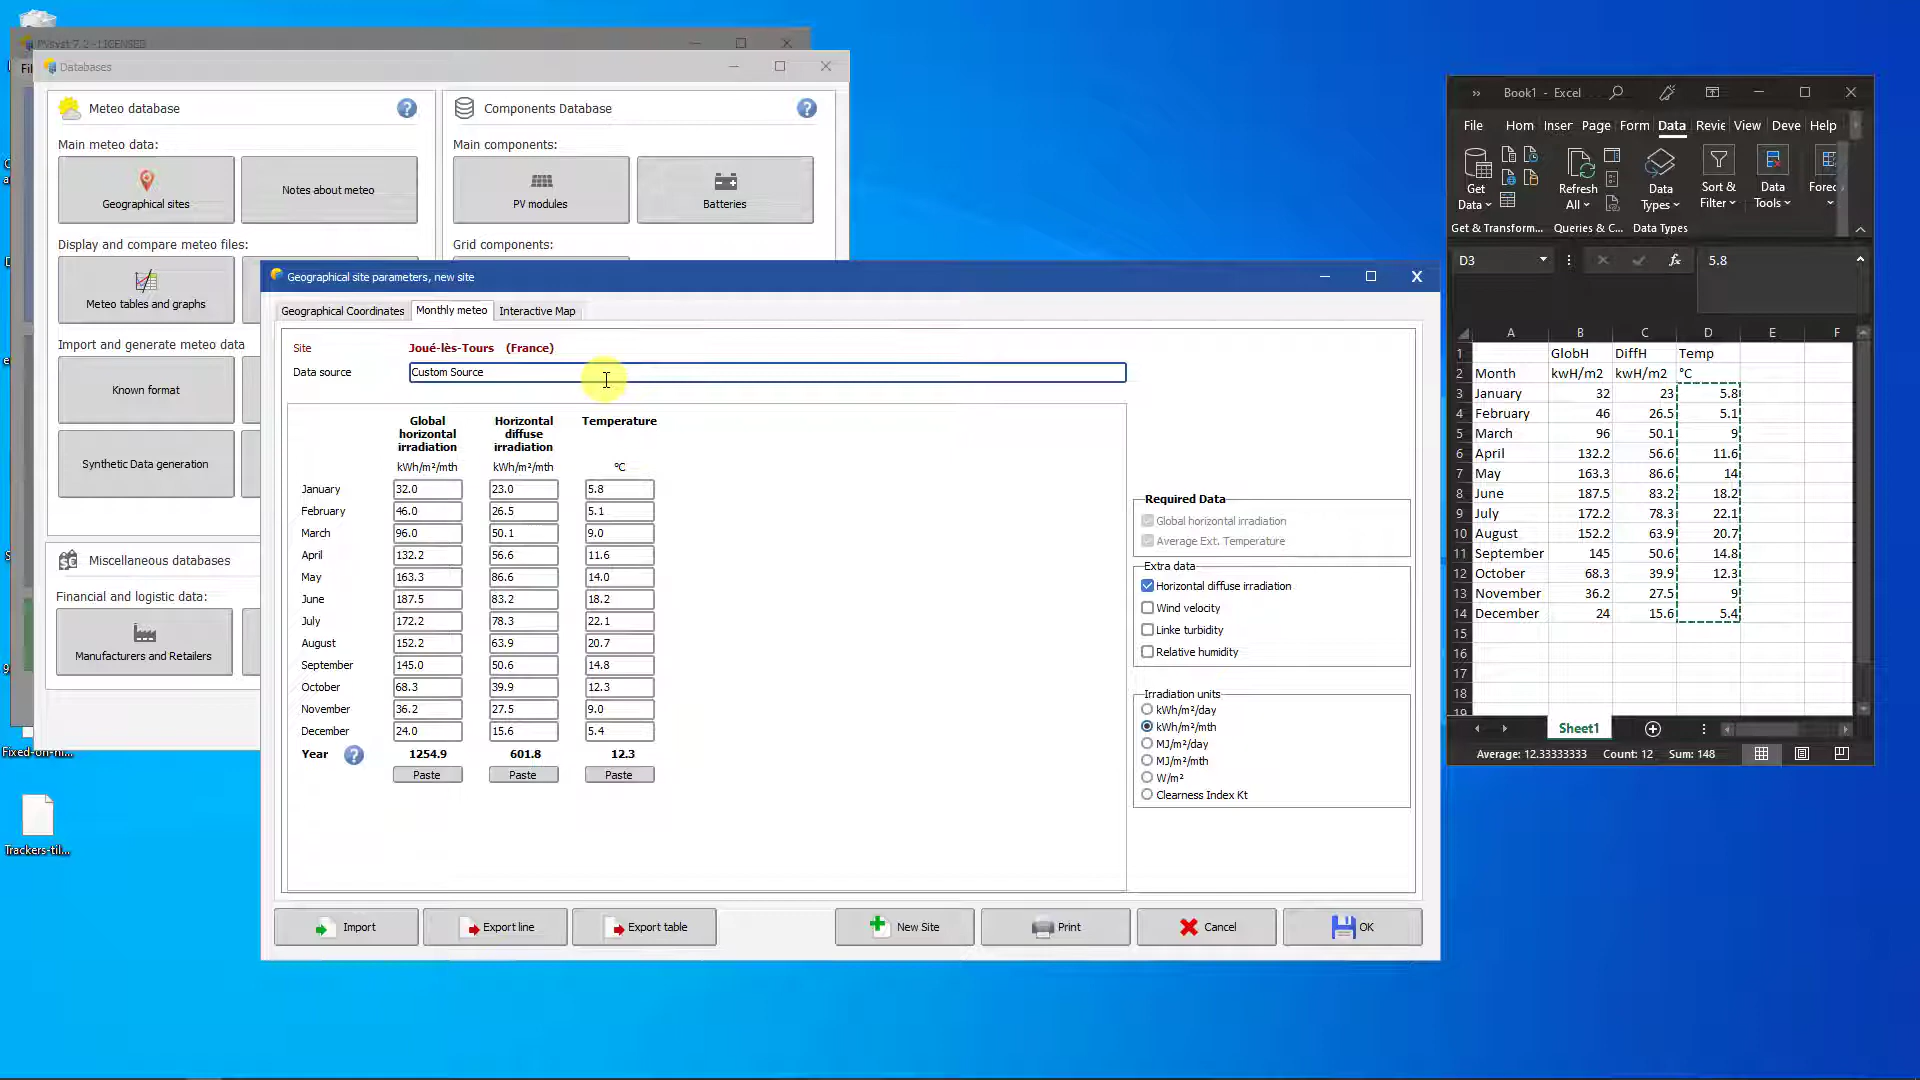 PVsyst 7.2 - LICENSED
Databases
Meteo database
Components Database
Main meteo data:
Main components:
Geographical sites
Notes about meteo
PV modules
Batteries
Display and compare meteo files:
Grid components:
Meteo tables and graphs
Import and generate meteo data
Known format
Synthetic Data generation
Miscellaneous databases
Financial and logistic data:
Manufacturers and Retailers
Fixed-on-hi...
Trackers-til...
Geographical site parameters, new site
Geographical Coordinates
Monthly meteo
Interactive Map
Site Joué-lès-Tours (France)
Data source Custom Source
Global horizontal irradiation
Horizontal diffuse irradiation
Temperature
kWh/m²/mth kWh/m²/mth °C
January 32.0 23.0 5.8
February 46.0 26.5 5.1
March 96.0 50.1 9.0
April 132.2 56.6 11.6
May 163.3 86.6 14.0
June 187.5 83.2 18.2
July 172.2 78.3 22.1
August 152.2 63.9 20.7
September 145.0 50.6 14.8
October 68.3 39.9 12.3
November 36.2 27.5 9.0
December 24.0 15.6 5.4
Year ? 1254.9 601.8 12.3
Paste Paste Paste
Required Data
Global horizontal irradiation
Average Ext. Temperature
Extra data
Horizontal diffuse irradiation
Wind velocity
Linke turbidity
Relative humidity
Irradiation units
kWh/m²/day
kWh/m²/mth
MJ/m²/day
MJ/m²/mth
W/m²
Clearness Index Kt
Import
Export line
Export table
New Site
Print
Cancel
OK
Book1 - Excel
File Hom Inser Page Form Data Revie View Deve Help
Get Data
Refresh All
Data Types
Sort & Filter
Data Tools
Forec
Get & Transform... Queries & C... Data Types
D3 fx 5.8
A B C D E F
1 GlobH DiffH Temp
2 Month kwH/m2 kwH/m2 °C
3 January 32 23 5.8
4 February 46 26.5 5.1
5 March 96 50.1 9
6 April 132.2 56.6 11.6
7 May 163.3 86.6 14
8 June 187.5 83.2 18.2
9 July 172.2 78.3 22.1
10 August 152.2 63.9 20.7
11 September 145 50.6 14.8
12 October 68.3 39.9 12.3
13 November 36.2 27.5 9
14 December 24 15.6 5.4
15
16
17
18
19
Sheet1
Average: 12.33333333 Count: 12 Sum: 148